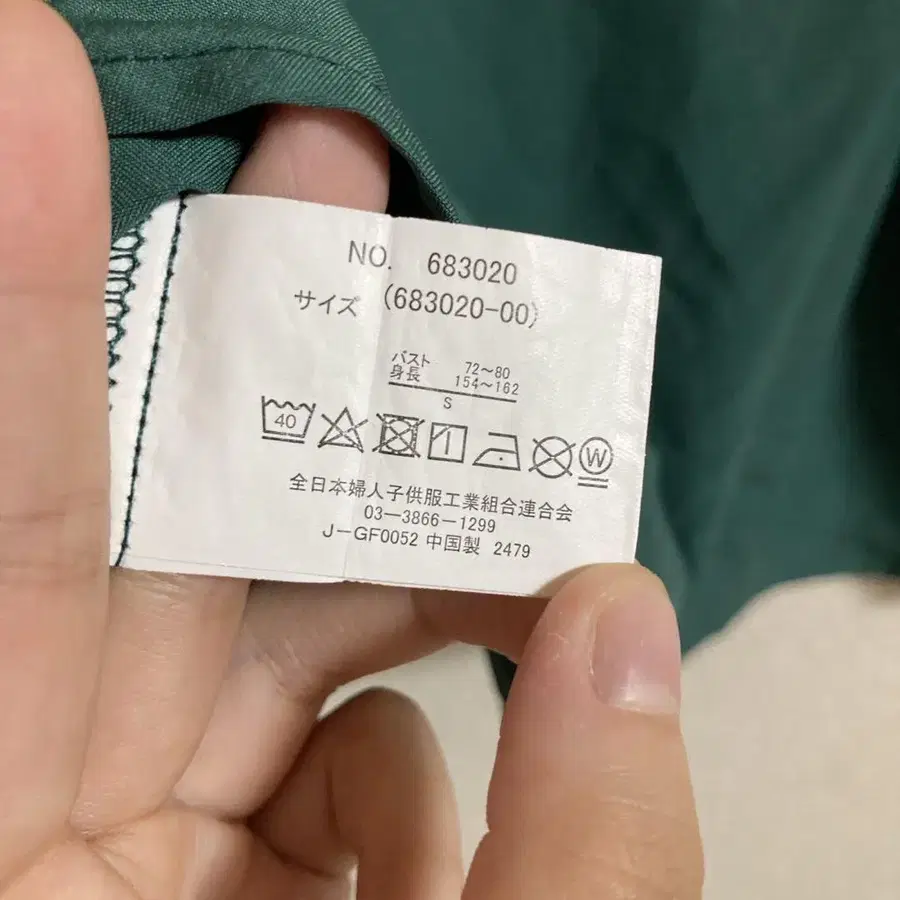 NO. 683020
サイズ (683020-00)
バスト 72～80
身長 154～162
S
40 W
全日本婦人子供服工業組合連合会
03-3866-1299
J-GF0052 中国製 2479